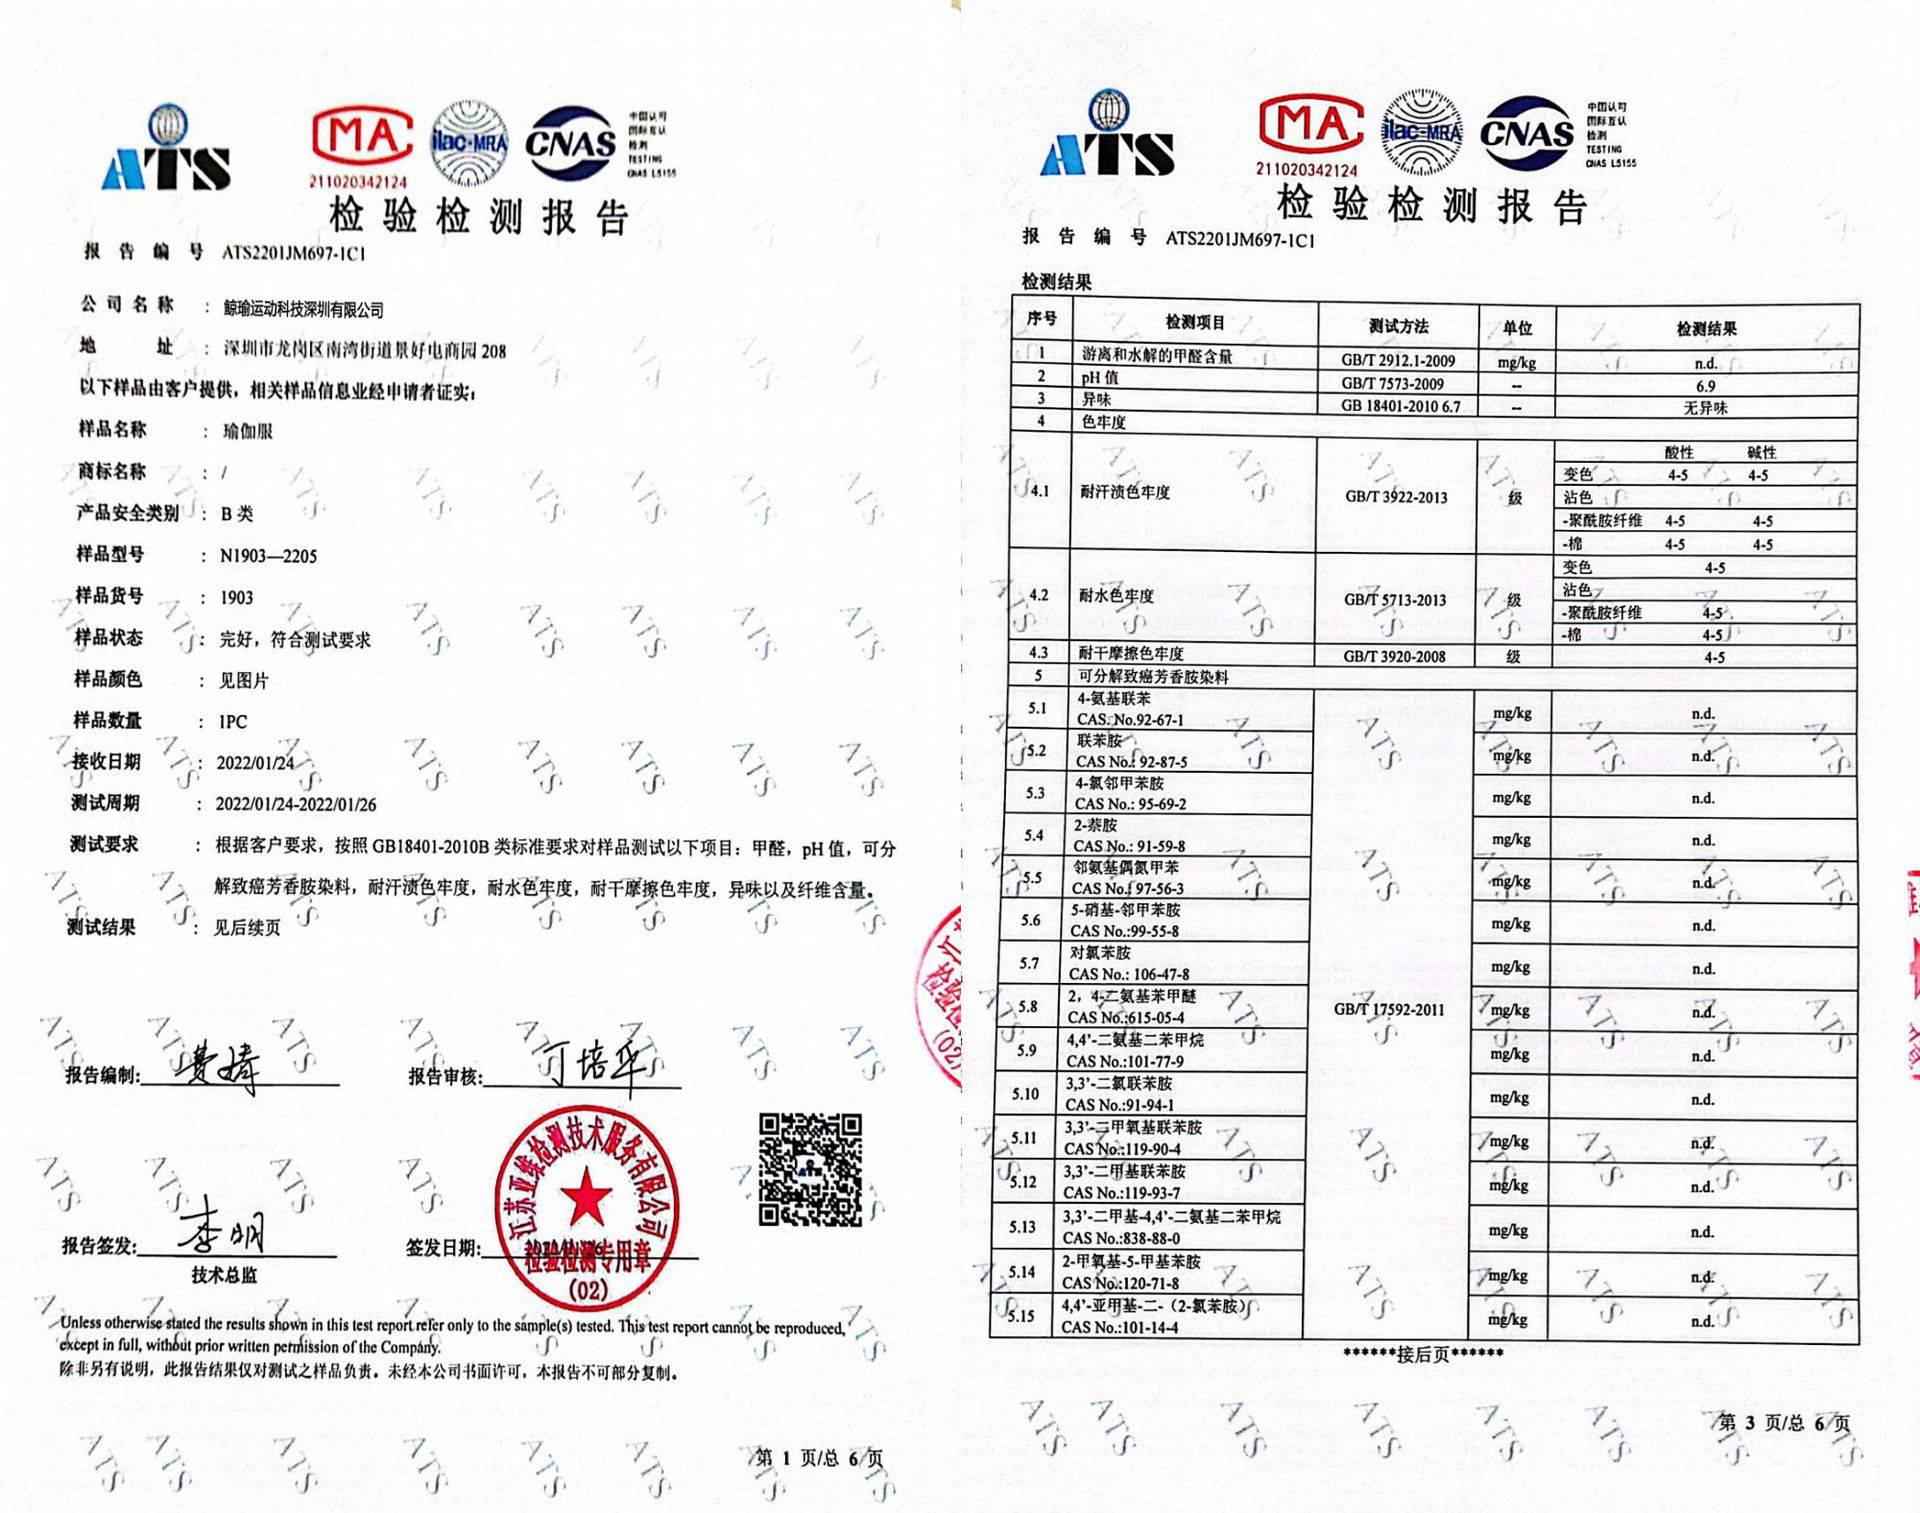 ATS
MA
ilac-MRA
CNAS
中国认可
国际互认
检测
TESTING
CNAS L5155
211020342124
检验检测报告
报告编号 ATS2201JM697-1C1
公司名称 : 鲸瑜运动科技深圳有限公司
地址 : 深圳市龙岗区南湾街道景好电商园 208
以下样品由客户提供，相关样品信息业经申请者证实：
样品名称 : 瑜伽服
商标名称 : /
产品安全类别 : B 类
样品型号 : N1903—2205
样品货号 : 1903
样品状态 : 完好，符合测试要求
样品颜色 : 见图片
样品数量 : 1PC
接收日期 : 2022/01/24
测试周期 : 2022/01/24-2022/01/26
测试要求 : 根据客户要求，按照 GB18401-2010B 类标准要求对样品测试以下项目：甲醛，pH 值，可分
解致癌芳香胺染料，耐汗渍色牢度，耐水色牢度，耐干摩擦色牢度，异味以及纤维含量。
测试结果 : 见后续页
报告编制:
报告审核: 丁培华
江苏亚维检测技术服务有限公司
检验检测专用章
(02)
报告签发: 李明
签发日期:
技术总监
Unless otherwise stated the results shown in this test report refer only to the sample(s) tested. This test report cannot be reproduced,
except in full, without prior written permission of the Company.
除非另有说明，此报告结果仅对测试之样品负责。未经本公司书面许可，本报告不可部分复制。
第 1 页/总 6 页
ATS
MA
ilac-MRA
CNAS
中国认可
国际互认
检测
TESTING
CNAS L5155
211020342124
检验检测报告
报告编号 ATS2201JM697-1C1
检测结果
序号 检测项目 测试方法 单位 检测结果
1 游离和水解的甲醛含量 GB/T 2912.1-2009 mg/kg n.d.
2 pH 值 GB/T 7573-2009 -- 6.9
3 异味 GB 18401-2010 6.7 -- 无异味
4 色牢度
4.1 耐汗渍色牢度 GB/T 3922-2013 级
酸性 碱性
变色 4-5 4-5
沾色
-聚酰胺纤维 4-5 4-5
-棉 4-5 4-5
4.2 耐水色牢度 GB/T 5713-2013 级
变色 4-5
沾色
-聚酰胺纤维 4-5
-棉 4-5
4.3 耐干摩擦色牢度 GB/T 3920-2008 级 4-5
5 可分解致癌芳香胺染料
GB/T 17592-2011
5.1 4-氨基联苯 mg/kg n.d.
CAS. No.92-67-1
5.2 联苯胺 mg/kg n.d.
CAS No.: 92-87-5
5.3 4-氯邻甲苯胺 mg/kg n.d.
CAS No.: 95-69-2
5.4 2-萘胺 mg/kg n.d.
CAS No.: 91-59-8
5.5 邻氨基偶氮甲苯 mg/kg n.d.
CAS No.: 97-56-3
5.6 5-硝基-邻甲苯胺 mg/kg n.d.
CAS No.:99-55-8
5.7 对氯苯胺 mg/kg n.d.
CAS No.: 106-47-8
5.8 2，4-二氨基苯甲醚 mg/kg n.d.
CAS No.:615-05-4
5.9 4,4'-二氨基二苯甲烷 mg/kg n.d.
CAS No.:101-77-9
5.10 3,3'-二氯联苯胺 mg/kg n.d.
CAS No.:91-94-1
5.11 3,3'-二甲氧基联苯胺 mg/kg n.d.
CAS No.:119-90-4
5.12 3,3'-二甲基联苯胺 mg/kg n.d.
CAS No.:119-93-7
5.13 3,3'-二甲基-4,4'-二氨基二苯甲烷 mg/kg n.d.
CAS No.:838-88-0
5.14 2-甲氧基-5-甲基苯胺 mg/kg n.d.
CAS No.:120-71-8
5.15 4,4'-亚甲基-二-（2-氯苯胺） mg/kg n.d.
CAS No.:101-14-4
******接后页******
第 3 页/总 6 页